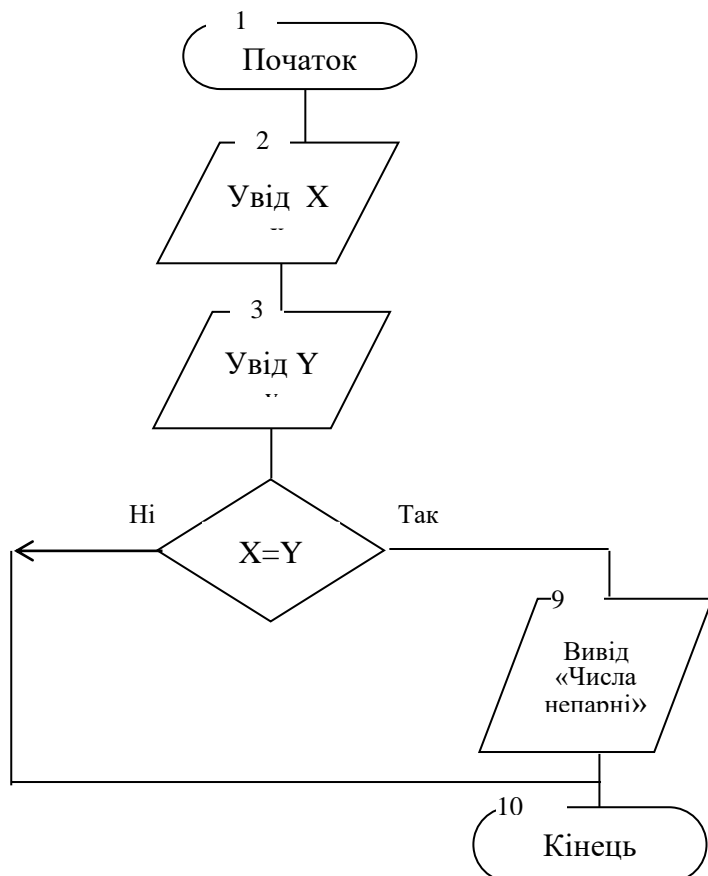 1
Початок
2
Увід X
3
Увід Y
Ні
Так
X=Y
9
Вивід
«Числа
непарні»
10
Кінець